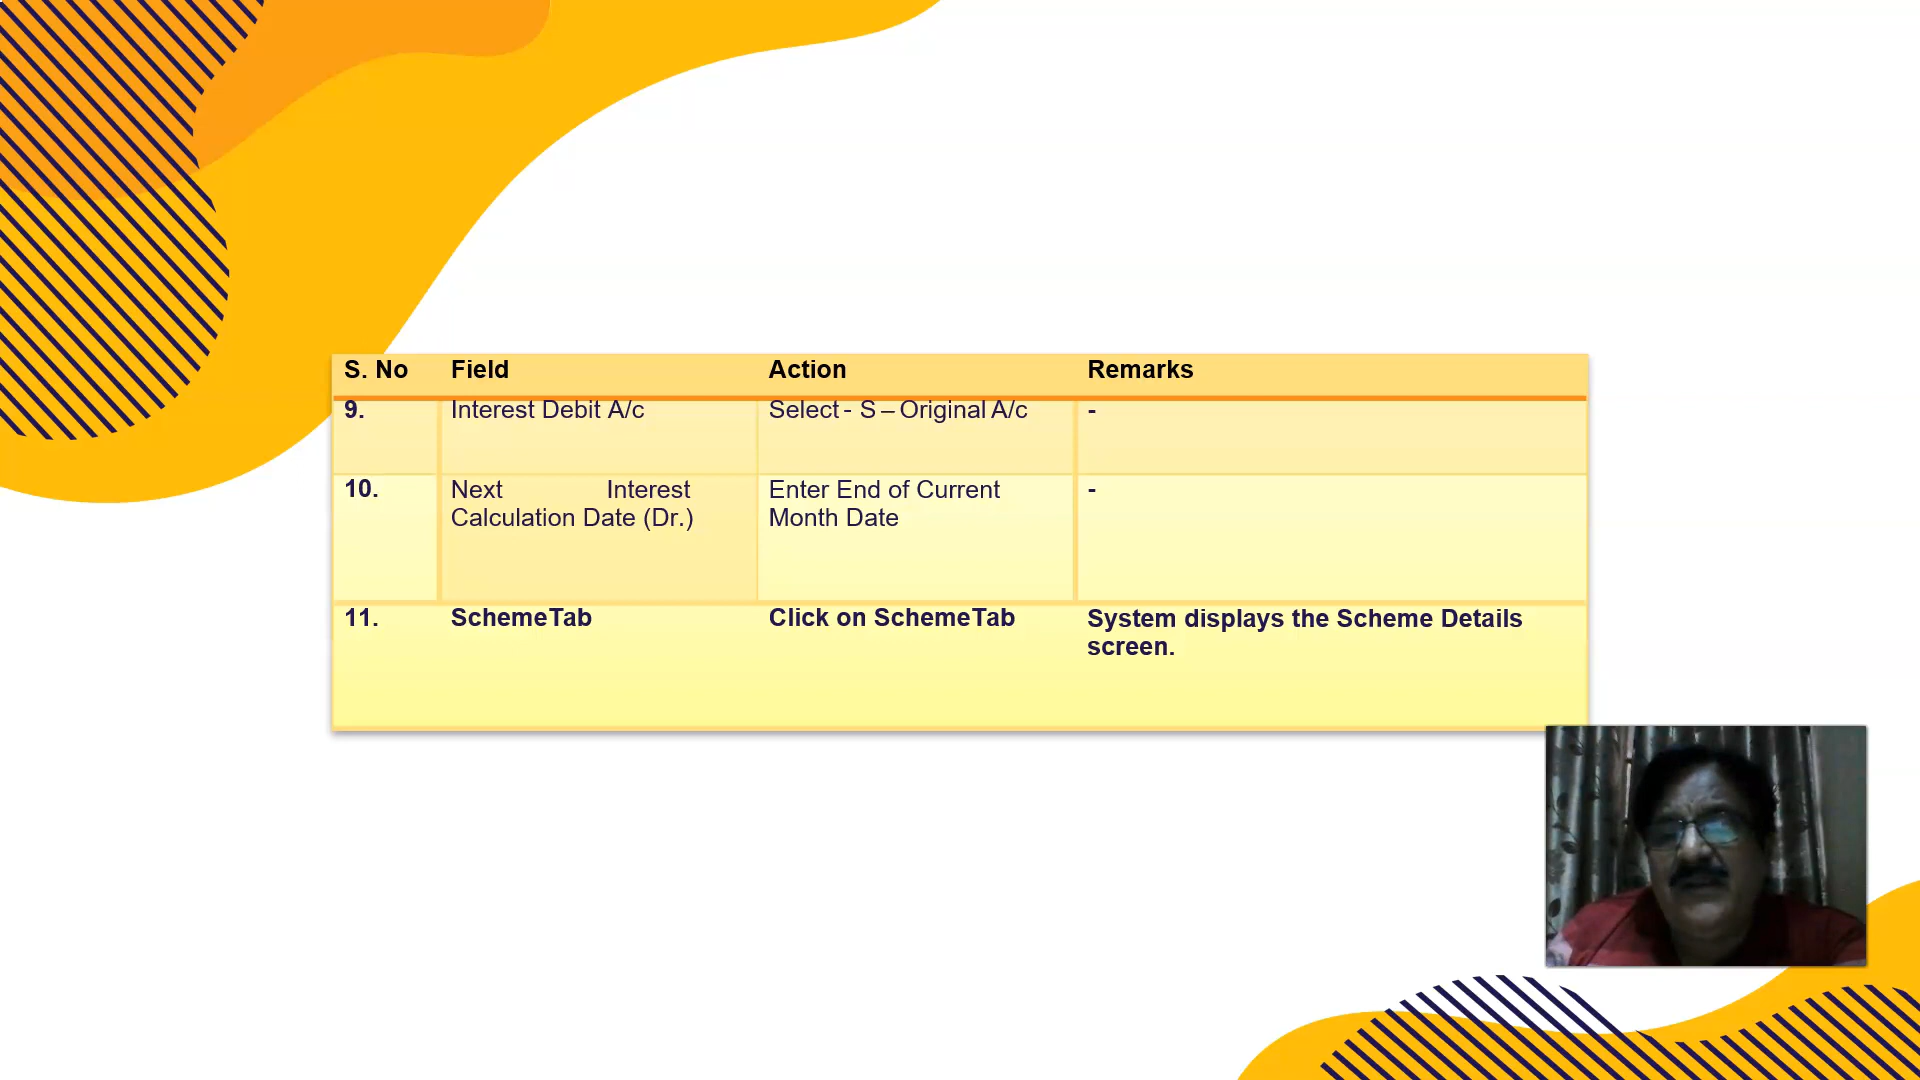 S. No Field Action Remarks
9. Interest Debit A/c Select - S – Original A/c -
10. Next Interest Enter End of Current -
Calculation Date (Dr.) Month Date
11. SchemeTab Click on SchemeTab System displays the Scheme Details
screen.